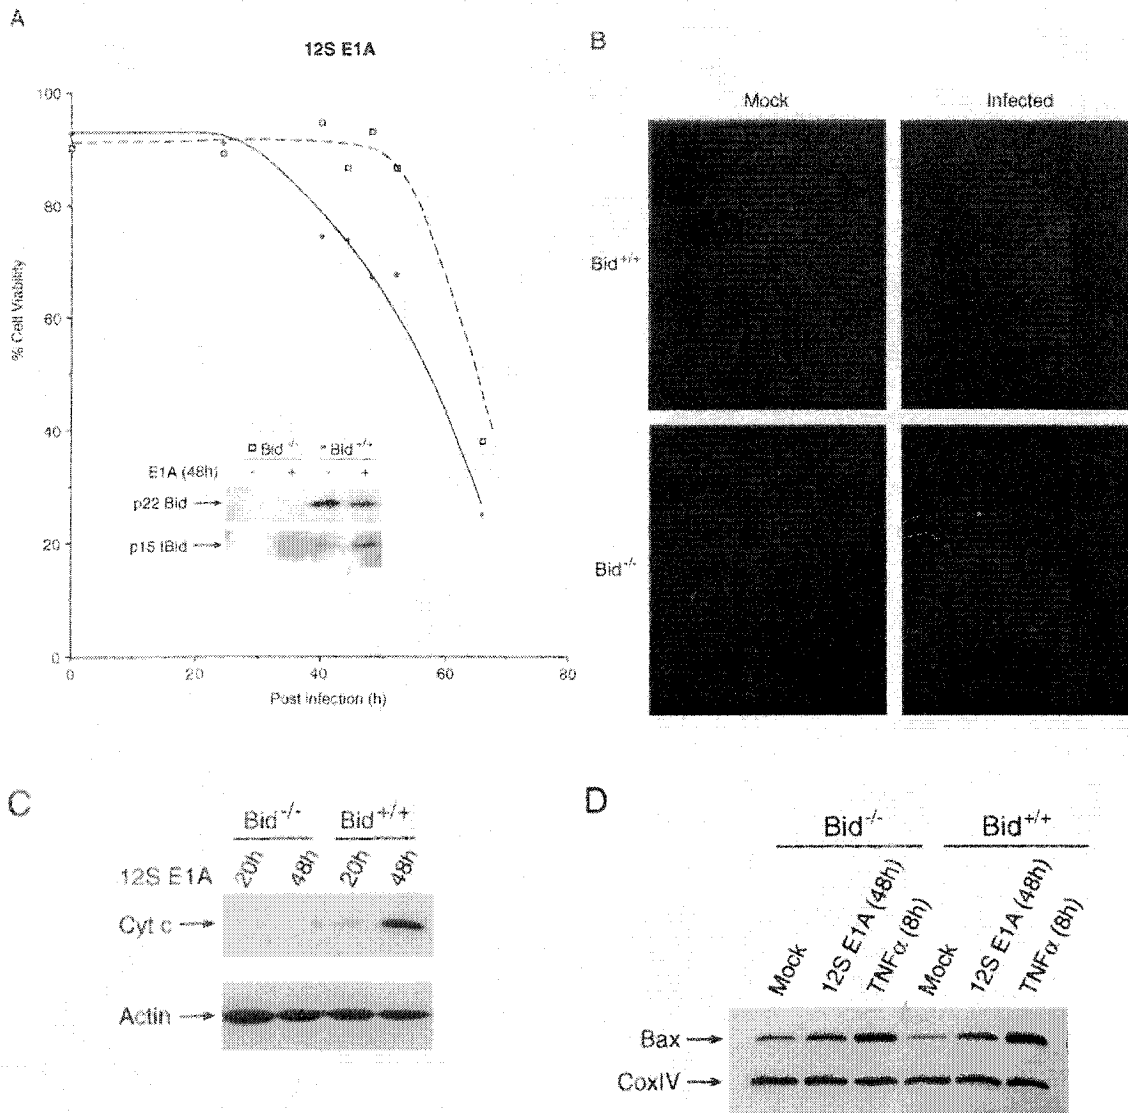 A
12S E1A
100
80
60
40
20
0
% Cell Viability
0 20 40 60 80
Post infection (h)
Bid-/- Bid+/+
E1A (48h) - + - +
p22 Bid
p15 tBid
B
Mock Infected
Bid+/+
Bid-/-
C
Bid-/- Bid+/+
12S E1A 20h 48h 20h 48h
Cyt c
Actin
D
Bid-/- Bid+/+
Mock 12S E1A (48h) TNFα (8h) Mock 12S E1A (48h) TNFα (8h)
Bax
CoxIV